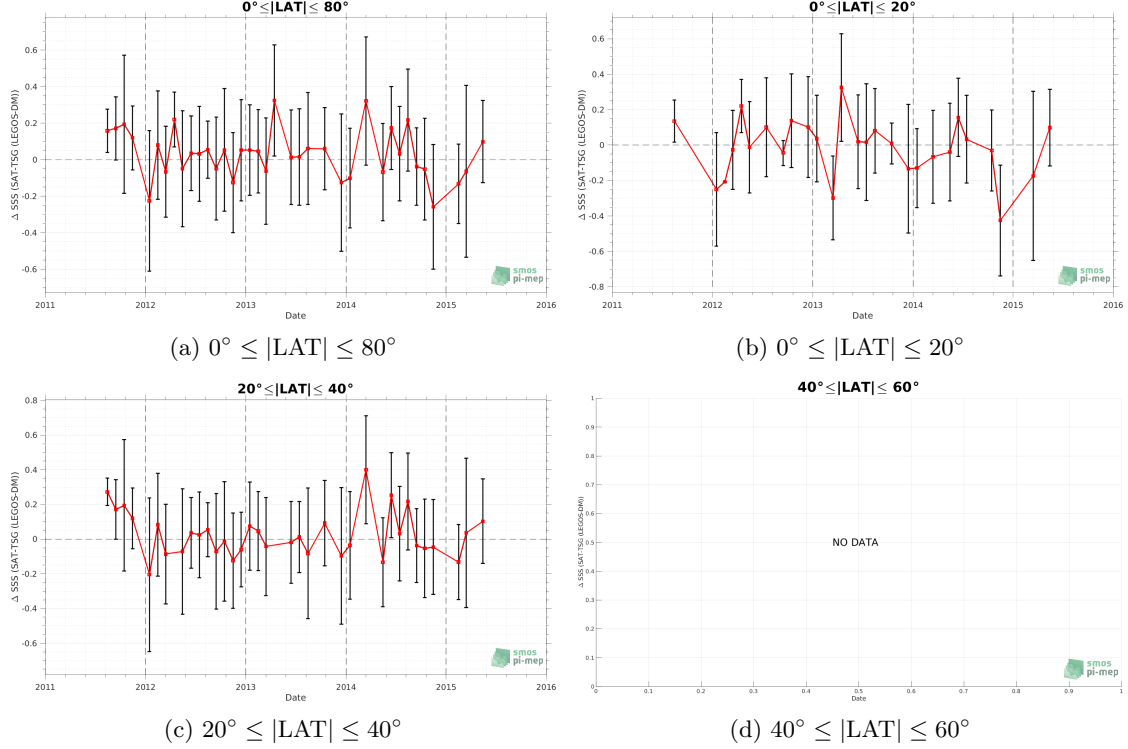 0°≤|LAT|≤ 80°
Δ SSS (SAT-TSG (LEGOS-DM))
0.6
0.4
0.2
0
-0.2
-0.4
-0.6
2011 2012 2013 2014 2015 2016
Date
smos
pi-mep
(a) 0° ≤ |LAT| ≤ 80°
0°≤|LAT|≤ 20°
Δ SSS (SAT-TSG (LEGOS-DM))
0.6
0.4
0.2
0
-0.2
-0.4
-0.6
-0.8
2011 2012 2013 2014 2015 2016
Date
smos
pi-mep
(b) 0° ≤ |LAT| ≤ 20°
20°≤|LAT|≤ 40°
Δ SSS (SAT-TSG (LEGOS-DM))
0.8
0.6
0.4
0.2
0
-0.2
-0.4
-0.6
2011 2012 2013 2014 2015 2016
Date
smos
pi-mep
(c) 20° ≤ |LAT| ≤ 40°
40°≤|LAT|≤ 60°
Δ SSS (SAT-TSG (LEGOS-DM))
1
0.9
0.8
0.7
0.6
0.5
0.4
0.3
0.2
0.1
0
NO DATA
0 0.1 0.2 0.3 0.4 0.5 0.6 0.7 0.8 0.9 1
Date
smos
pi-mep
(d) 40° ≤ |LAT| ≤ 60°